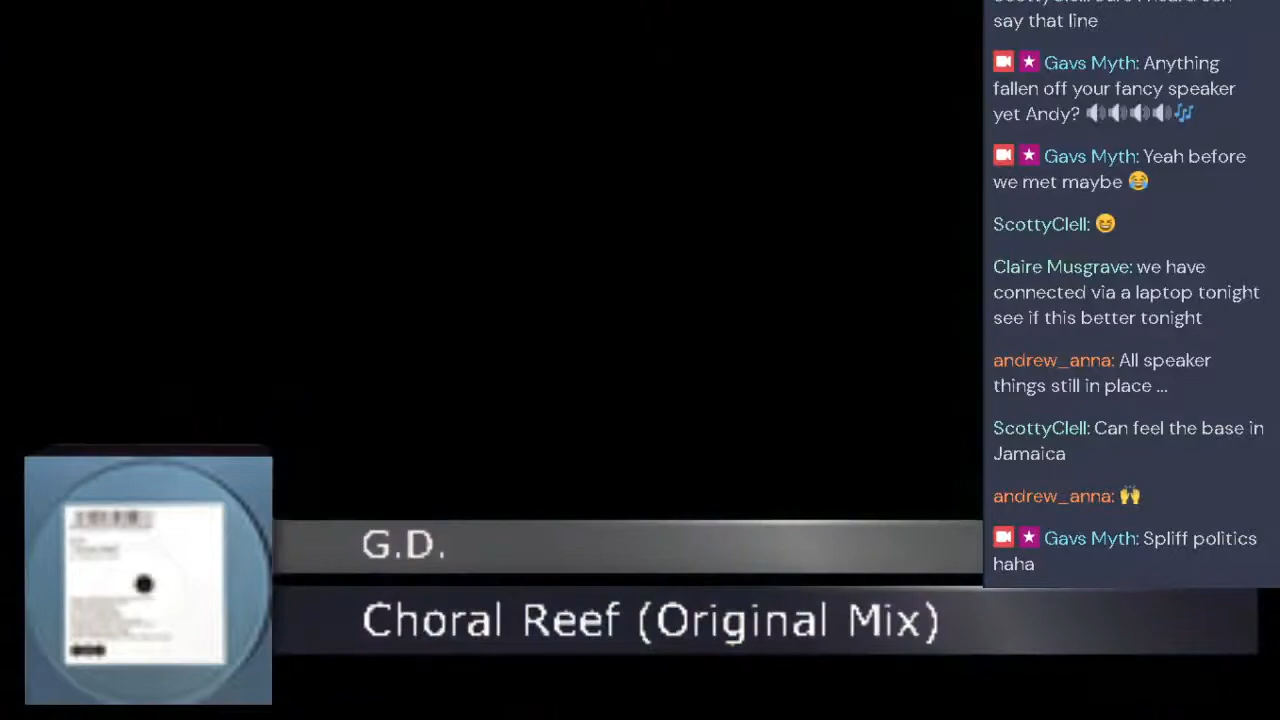 say that line
Gavs Myth: Anything
fallen off your fancy speaker
yet Andy? 🔊🔊🔊🔊🎶
Gavs Myth: Yeah before
we met maybe 😂
ScottyClell: 😆
Claire Musgrave: we have
connected via a laptop tonight
see if this better tonight
andrew_anna: All speaker
things still in place ...
ScottyClell: Can feel the base in
Jamaica
andrew_anna: 🙌
Gavs Myth: Spliff politics
haha
G.D.
Choral Reef (Original Mix)